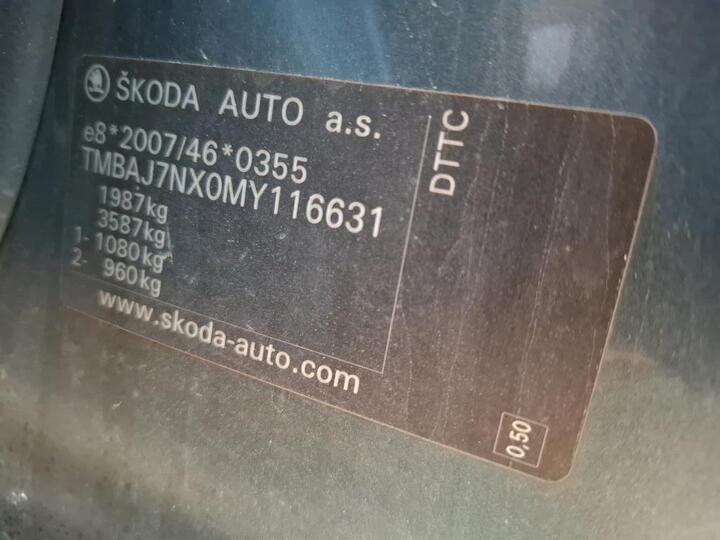 ŠKODA AUTO a.s.
e8*2007/46*0355
TMBAJ7NX0MY116631
1987kg
3587kg
1- 1080kg
2- 960kg
www.skoda-auto.com
DTTC
0,50